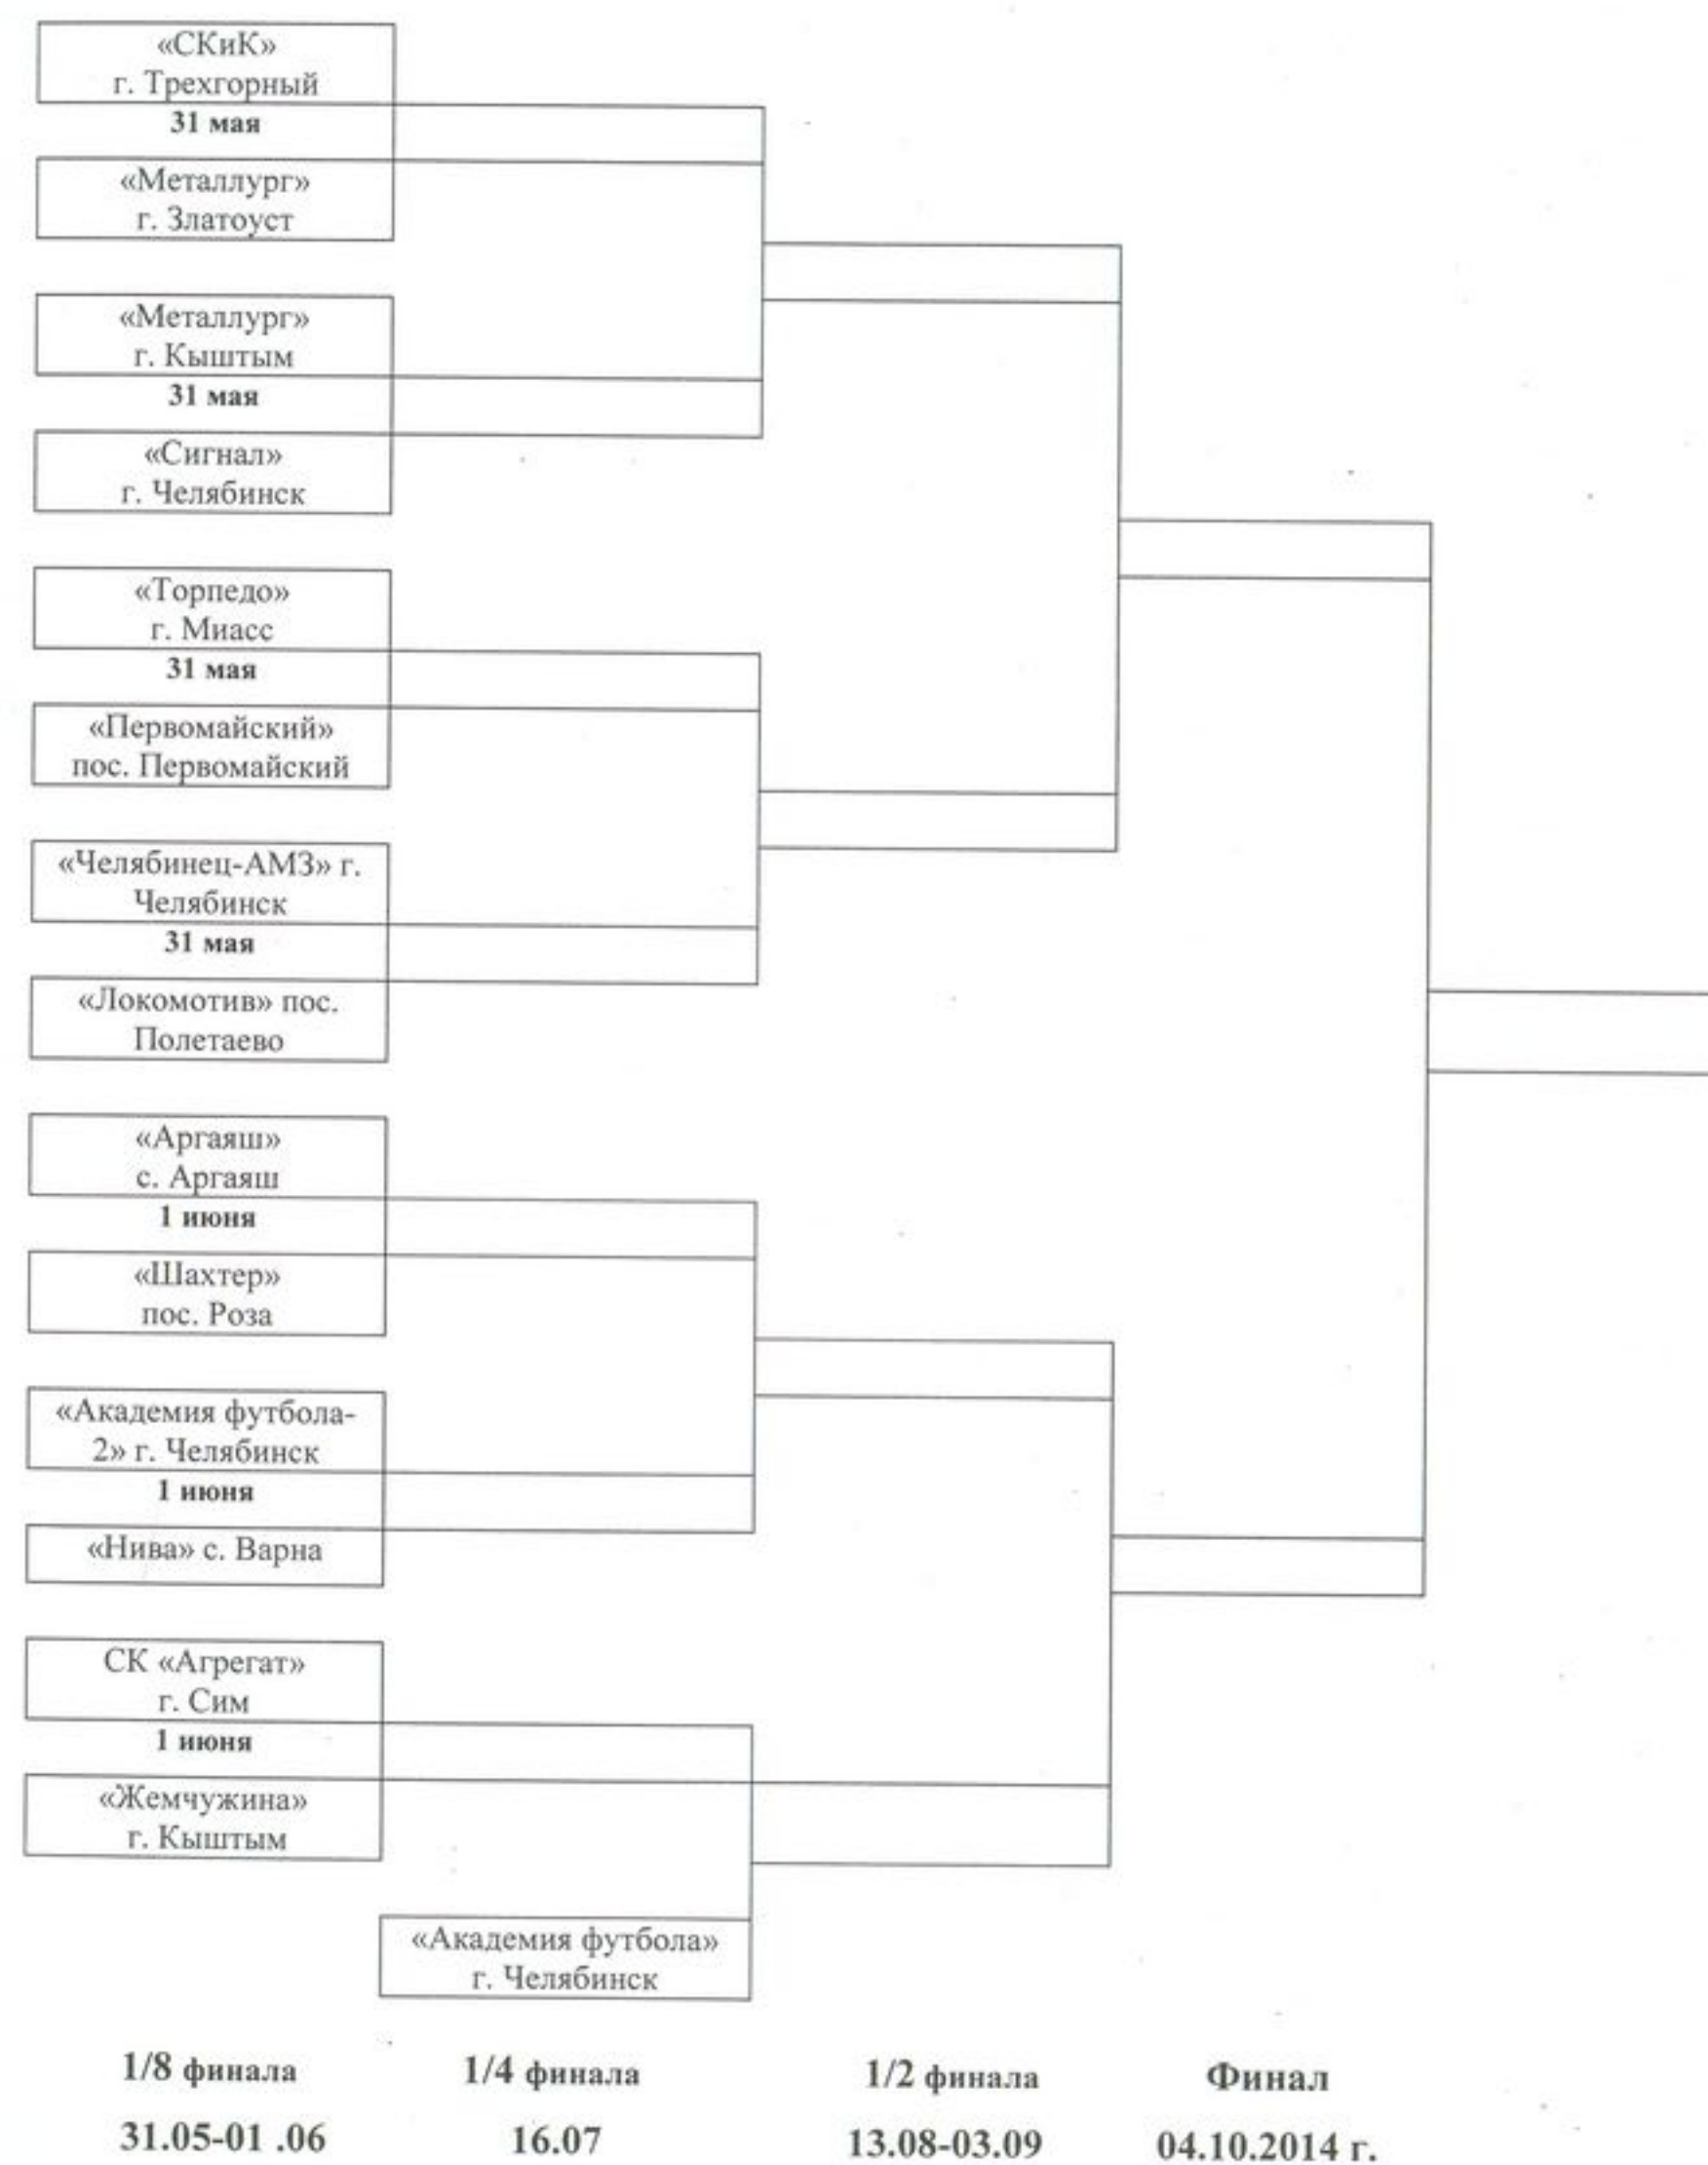 «СКиК»
г. Трехгорный
31 мая
«Металлург»
г. Златоуст
«Металлург»
г. Кыштым
31 мая
«Сигнал»
г. Челябинск
«Торпедо»
г. Миасс
31 мая
«Первомайский»
пос. Первомайский
«Челябинец-АМЗ» г.
Челябинск
31 мая
«Локомотив» пос.
Полетаево
«Аргаяш»
с. Аргаяш
1 июня
«Шахтер»
пос. Роза
«Академия футбола-
2» г. Челябинск
1 июня
«Нива» с. Варна
СК «Агрегат»
г. Сим
1 июня
«Жемчужина»
г. Кыштым
«Академия футбола»
г. Челябинск
1/8 финала 1/4 финала 1/2 финала Финал
31.05-01 .06 16.07 13.08-03.09 04.10.2014 г.